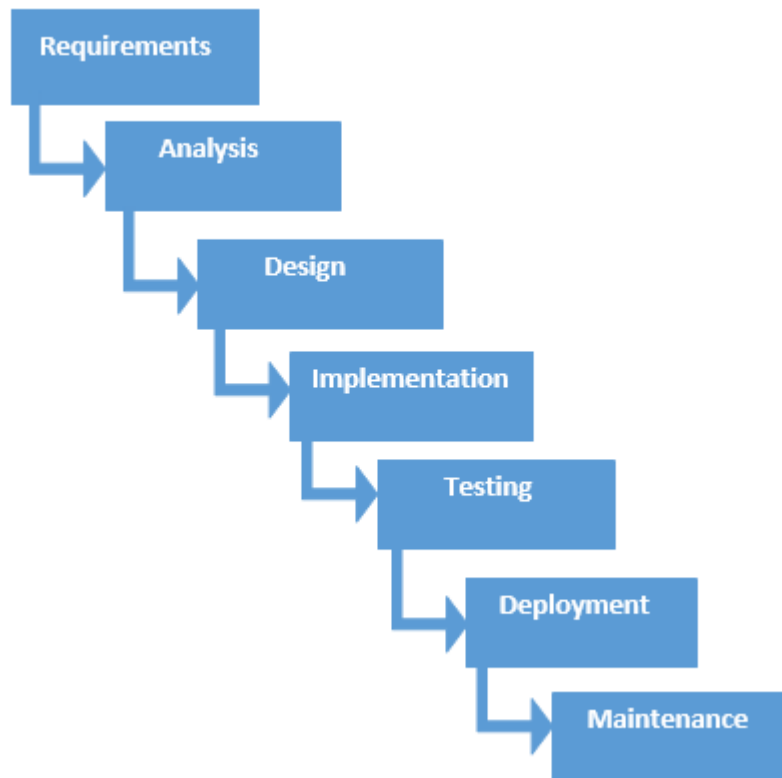 Requirements
Analysis
Design
Implementation
Testing
Deployment
Maintenance